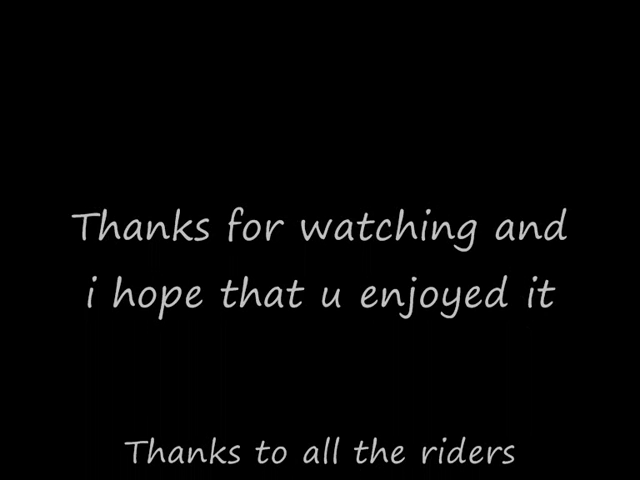 Thanks for watching and
i hope that u enjoyed it
Thanks to all the riders